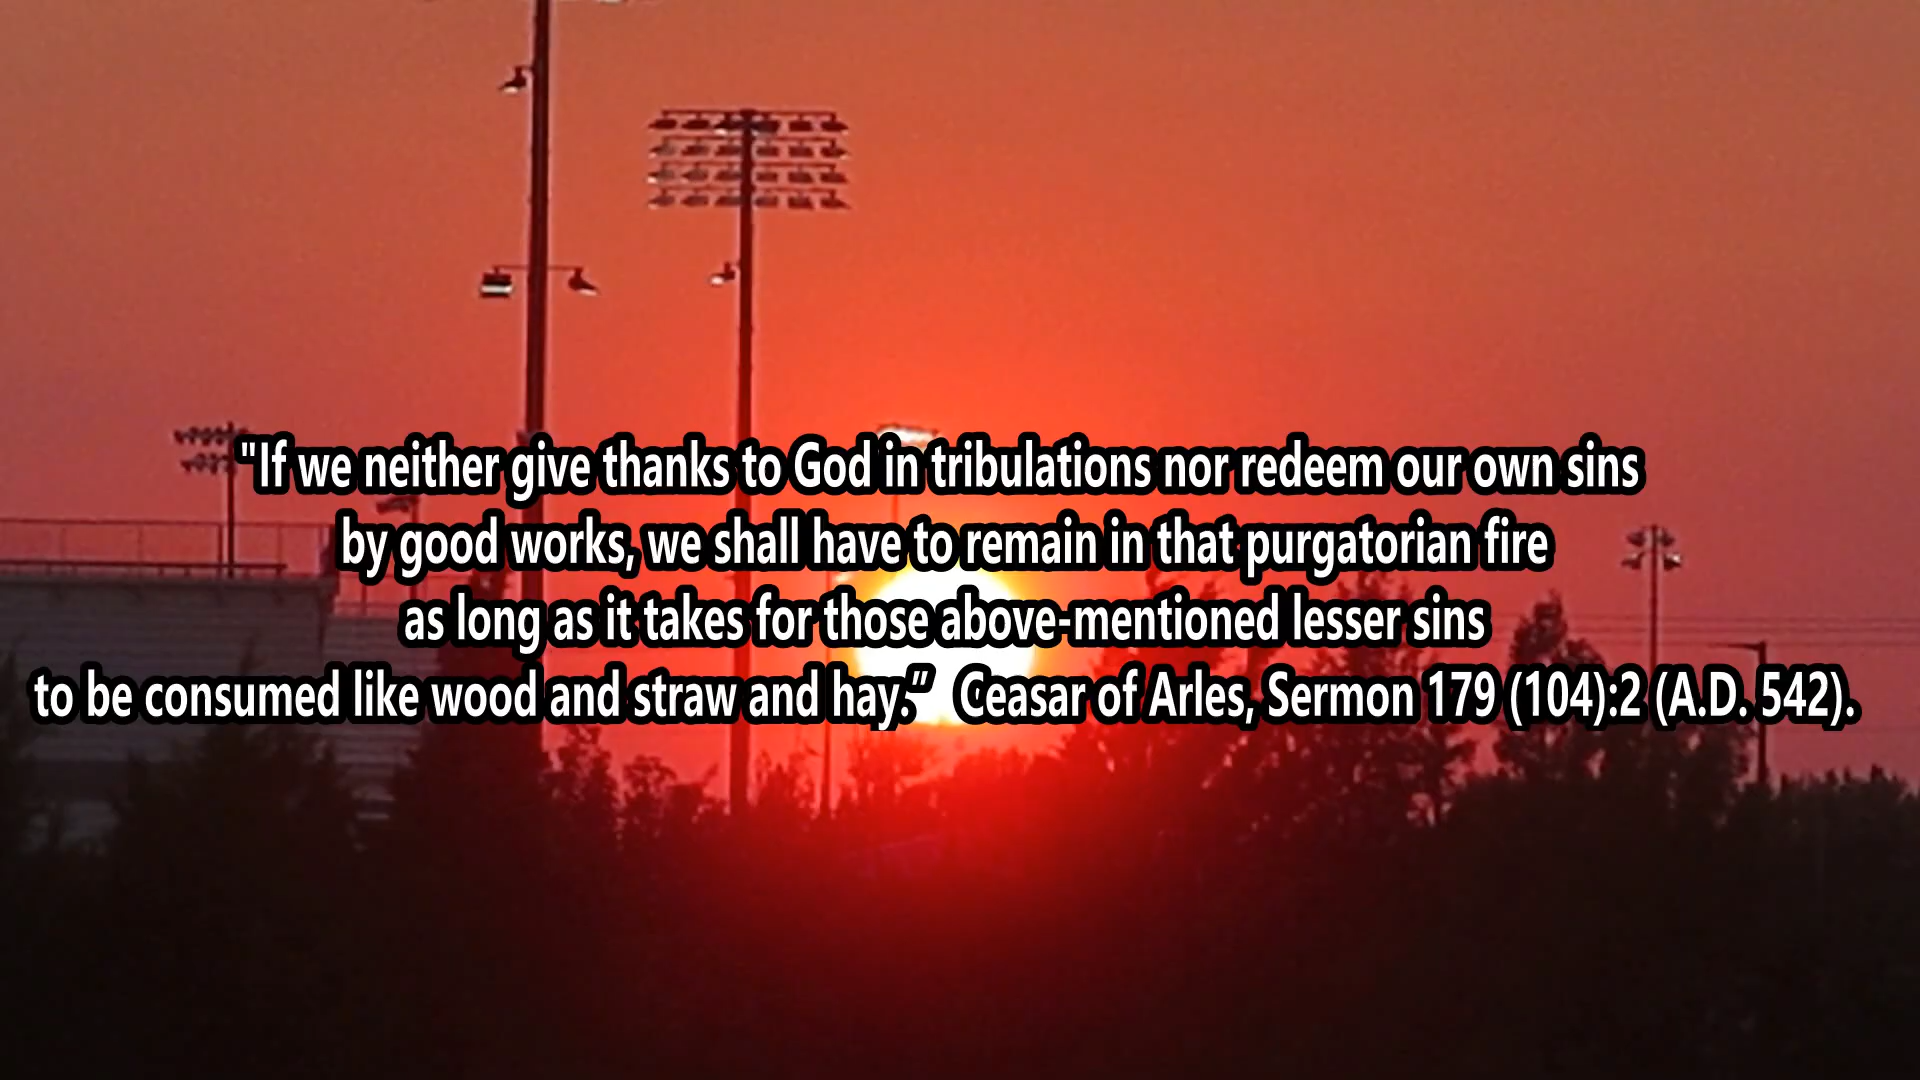 "If we neither give thanks to God in tribulations nor redeem our own sins
by good works, we shall have to remain in that purgatorian fire
as long as it takes for those above-mentioned lesser sins
to be consumed like wood and straw and hay.” Ceasar of Arles, Sermon 179 (104):2 (A.D. 542).